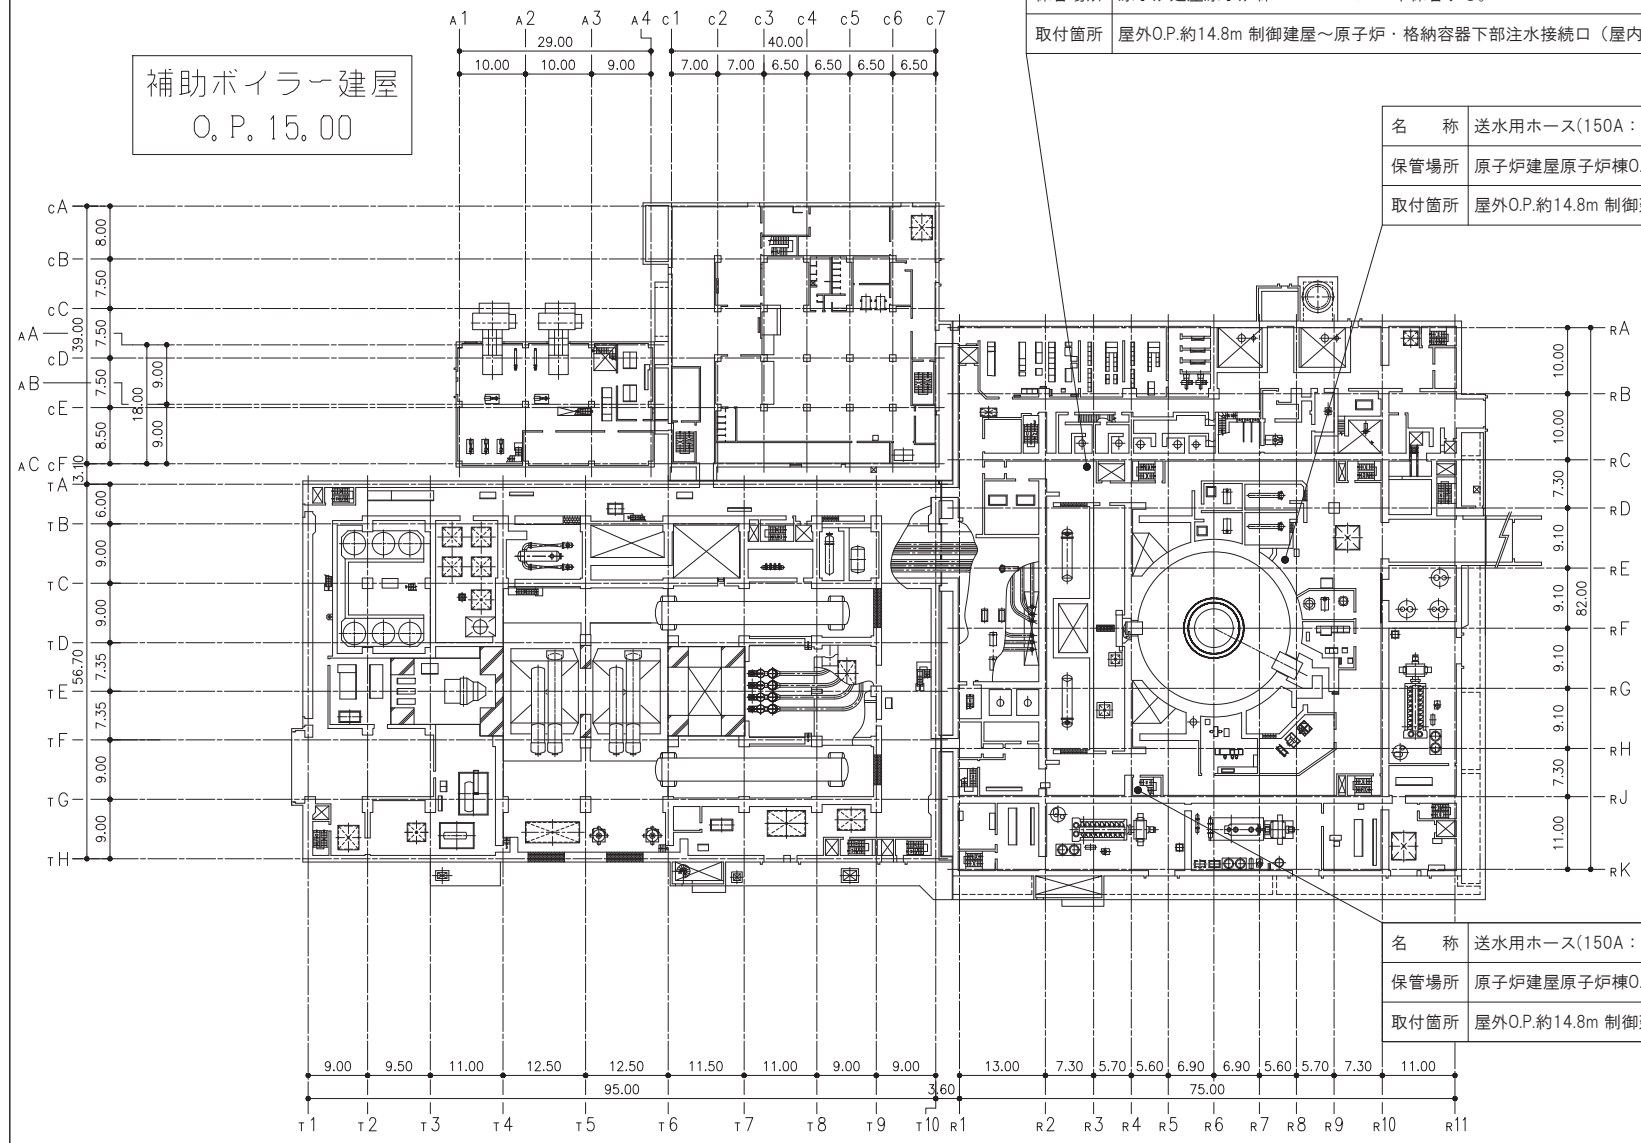 A1 A2 A3 A4 C1 C2 C3 C4 C5 C6 C7
29.00 40.00
10.00 10.00 9.00 7.00 7.00 6.50 6.50 6.50 6.50
補助ボイラー建屋
O.P. 15.00
取付箇所 屋外O.P.約14.8m 制御建屋～原子炉・格納容器下部注水接続口（屋内
名 称 送水用ホース(150A：
保管場所 原子炉建屋原子炉棟O.
取付箇所 屋外O.P.約14.8m 制御
cA
8.00
cB
7.50
cC
AA
7.50
39.00
cD
AB
7.50
cE
8.50
AC cF
18.00
9.00
9.00
3.10
TA
6.00
TB
9.00
TC
9.00
TD
7.35
56.70
TE
7.35
TF
9.00
TG
9.00
TH
RA
10.00
RB
10.00
RC
7.30
RD
9.10
RE
9.10
82.00
RF
9.10
RG
9.10
RH
7.30
RJ
11.00
RK
名 称 送水用ホース(150A：
保管場所 原子炉建屋原子炉棟O.
取付箇所 屋外O.P.約14.8m 制御
9.00 9.50 11.00 12.50 12.50 11.50 11.00 9.00 9.00 13.00 7.30 5.70 5.60 6.90 6.90 5.60 5.70 7.30 11.00
95.00 3.60 75.00
T1 T2 T3 T4 T5 T6 T7 T8 T9 T10 R1 R2 R3 R4 R5 R6 R7 R8 R9 R10 R11